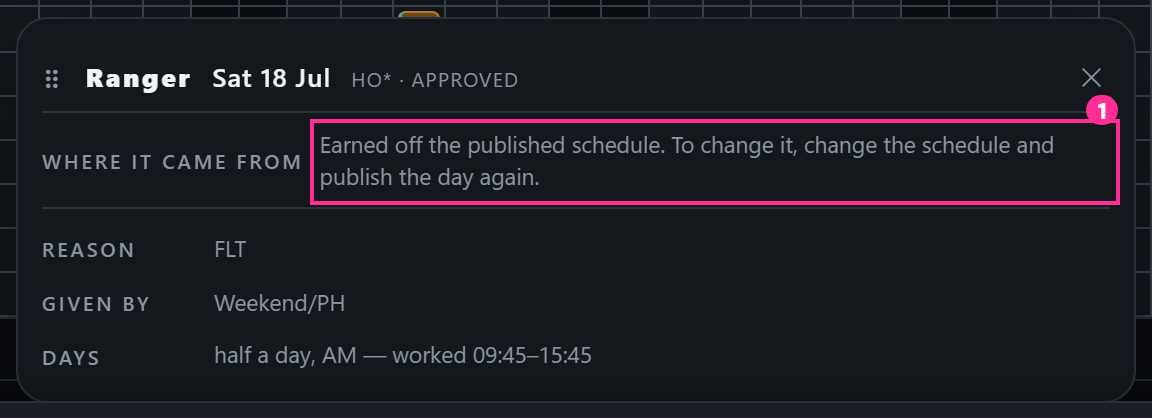 Ranger Sat 18 Jul HO* · APPROVED
1
WHERE IT CAME FROM
Earned off the published schedule. To change it, change the schedule and
publish the day again.
REASON FLT
GIVEN BY Weekend/PH
DAYS half a day, AM — worked 09:45–15:45